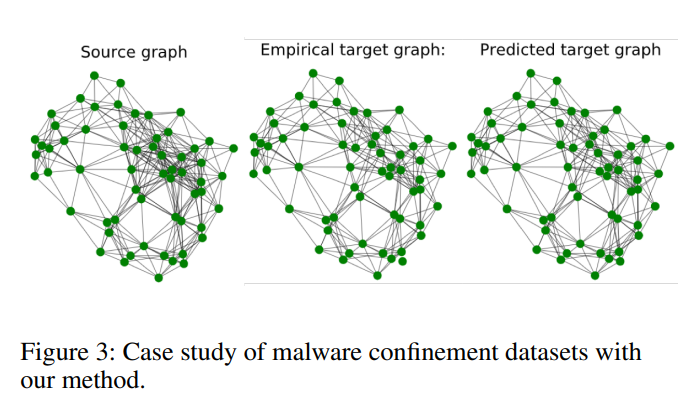 Source graph
Empirical target graph:
Predicted target graph
Figure 3: Case study of malware confinement datasets with
our method.